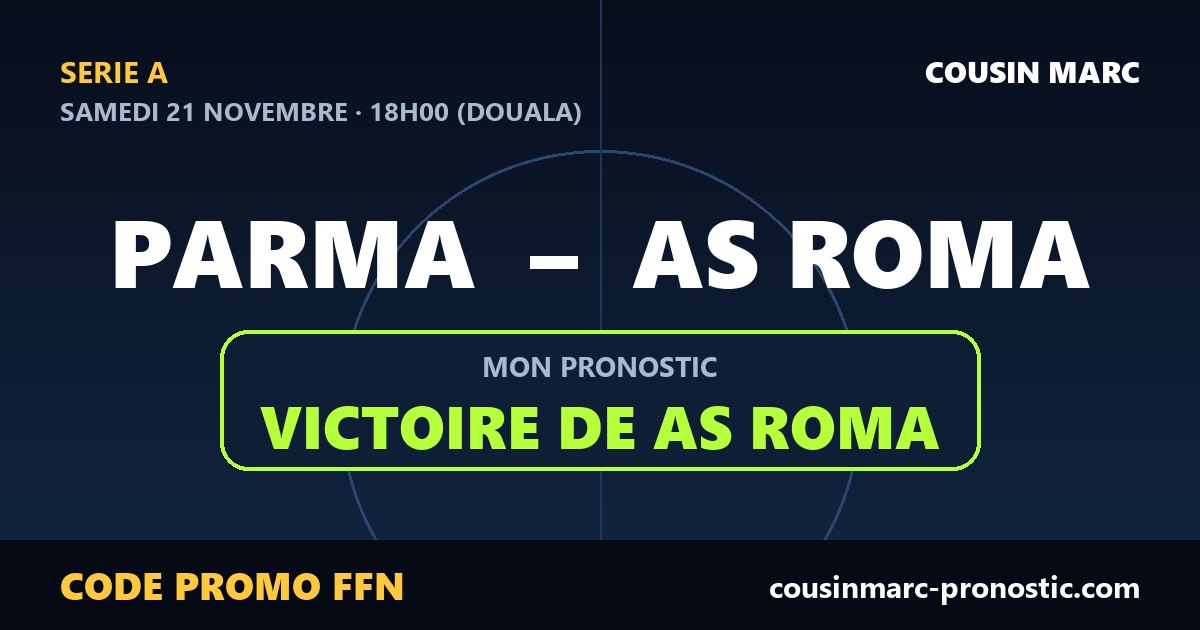 SERIE A
COUSIN MARC
SAMEDI 21 NOVEMBRE · 18H00 (DOUALA)
PARMA – AS ROMA
MON PRONOSTIC
VICTOIRE DE AS ROMA
CODE PROMO FFN
cousinmarc-pronostic.com